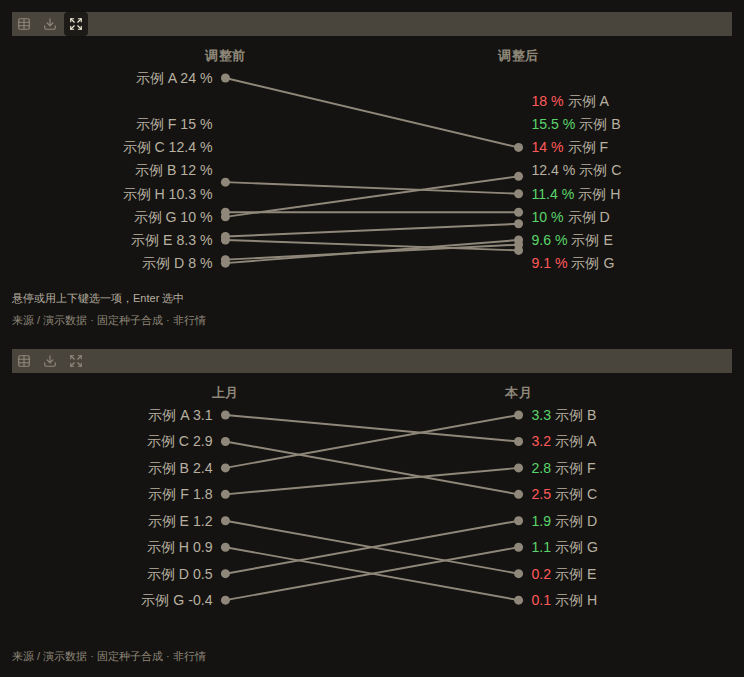 调整前 调整后
示例 A 24 %
18 % 示例 A
示例 F 15 % 15.5 % 示例 B
示例 C 12.4 % 14 % 示例 F
示例 B 12 % 12.4 % 示例 C
示例 H 10.3 % 11.4 % 示例 H
示例 G 10 % 10 % 示例 D
示例 E 8.3 % 9.6 % 示例 E
示例 D 8 % 9.1 % 示例 G
悬停或用上下键选一项，Enter 选中
来源 / 演示数据 · 固定种子合成 · 非行情
上月 本月
示例 A 3.1 3.3 示例 B
示例 C 2.9 3.2 示例 A
示例 B 2.4 2.8 示例 F
示例 F 1.8 2.5 示例 C
示例 E 1.2 1.9 示例 D
示例 H 0.9 1.1 示例 G
示例 D 0.5 0.2 示例 E
示例 G -0.4 0.1 示例 H
来源 / 演示数据 · 固定种子合成 · 非行情